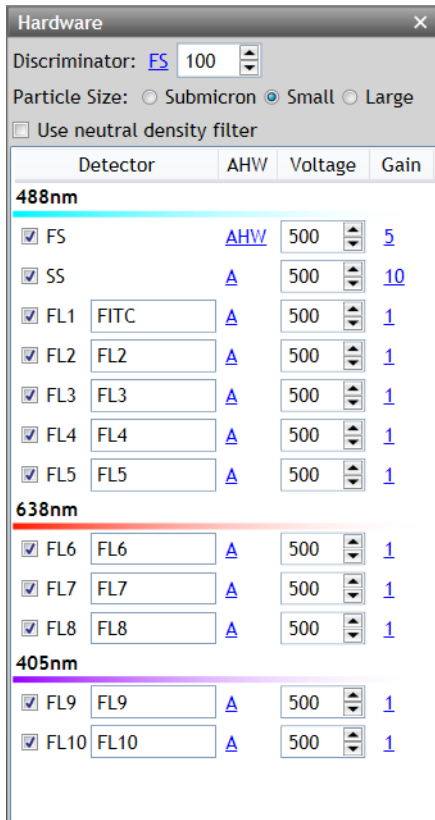 Hardware ×
Discriminator: FS 100
Particle Size: Submicron Small Large
Use neutral density filter
Detector AHW Voltage Gain
488nm
FS AHW 500 5
SS A 500 10
FL1 FITC A 500 1
FL2 FL2 A 500 1
FL3 FL3 A 500 1
FL4 FL4 A 500 1
FL5 FL5 A 500 1
638nm
FL6 FL6 A 500 1
FL7 FL7 A 500 1
FL8 FL8 A 500 1
405nm
FL9 FL9 A 500 1
FL10 FL10 A 500 1